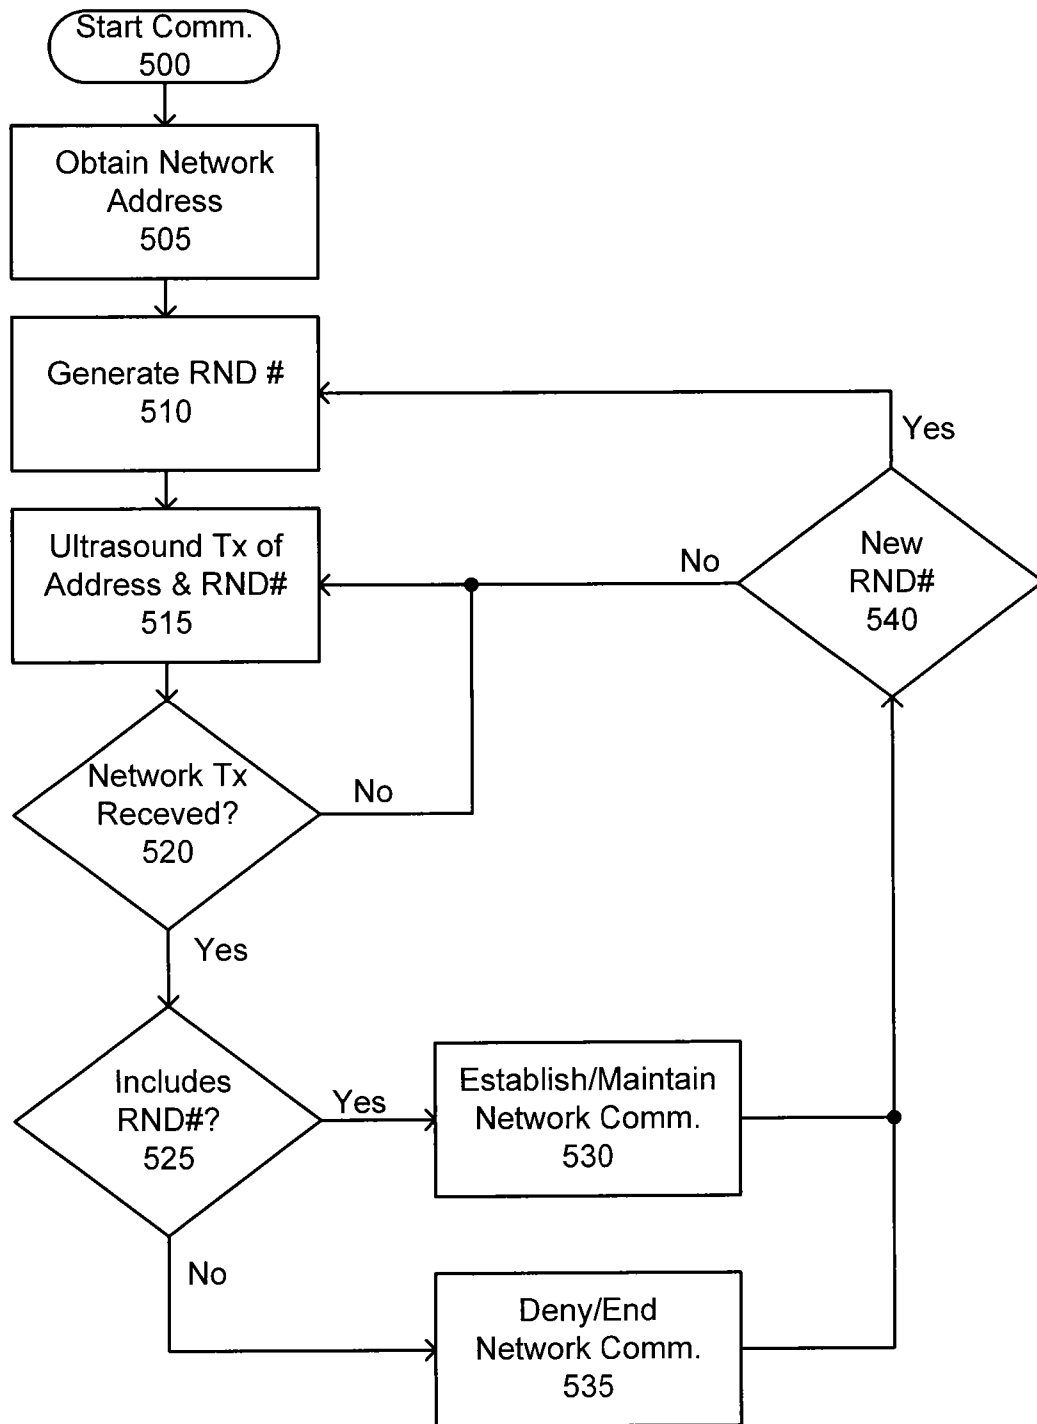 Start Comm.
500
Obtain Network
Address
505
Generate RND #
510
Yes
Ultrasound Tx of
Address & RND#
515
No
New
RND#
540
Network Tx
Receved?
520
No
Yes
Includes
RND#?
525
Yes
Establish/Maintain
Network Comm.
530
No
Deny/End
Network Comm.
535